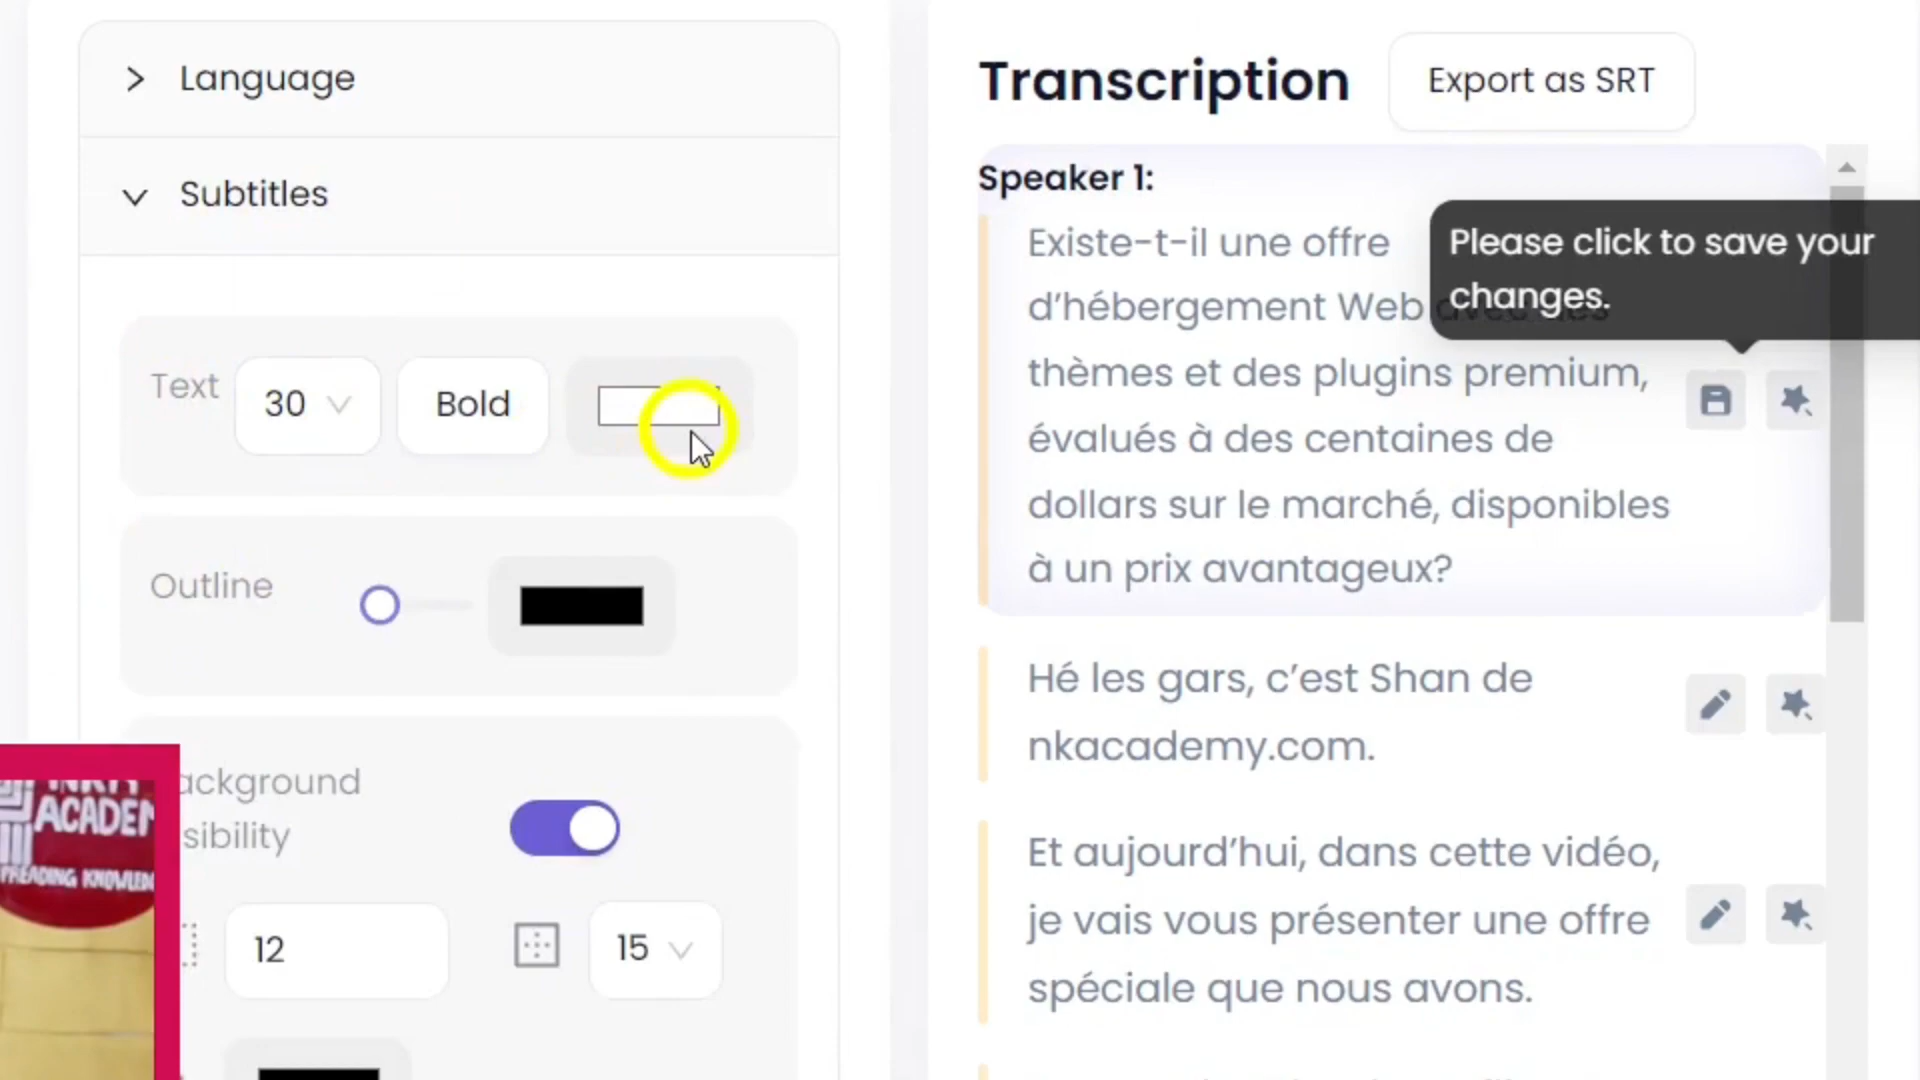 Language
Subtitles
Text
30
Bold
Outline
ackground
sibility
12
15
ACADE
PREADING KNOWLED
Transcription
Export as SRT
Speaker 1:
Existe-t-il une offre
d’hébergement Web
thèmes et des plugins premium,
évalués à des centaines de
dollars sur le marché, disponibles
à un prix avantageux?
Please click to save your
changes.
Hé les gars, c’est Shan de
nkacademy.com.
Et aujourd’hui, dans cette vidéo,
je vais vous présenter une offre
spéciale que nous avons.